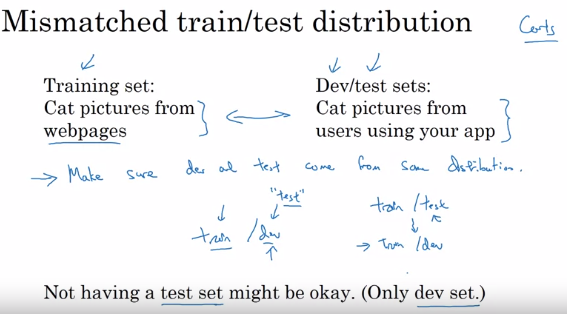 Mismatched train/test distribution
Corts
Training set:
Cat pictures from
webpages
Dev/test sets:
Cat pictures from
users using your app
Make sure dev and test come from same distribution.
"test"
train / dev
train / test
train / dev
Not having a test set might be okay. (Only dev set.)